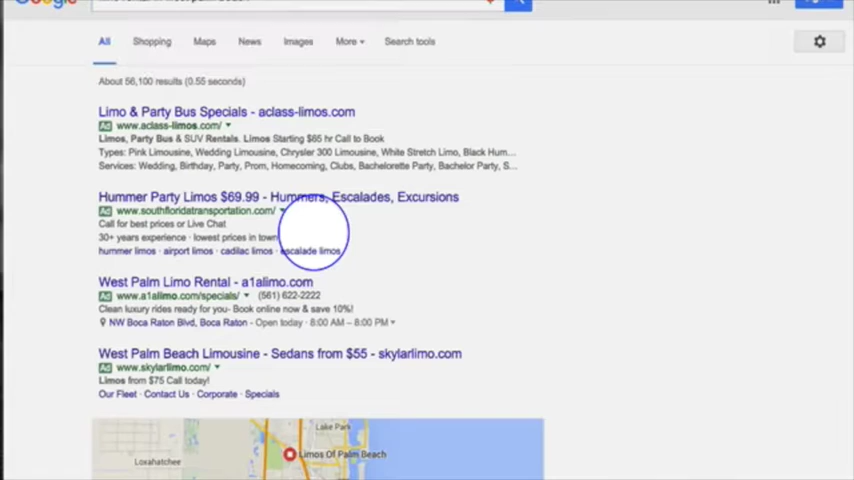 All Shopping Maps News Images More Search tools
About 56,100 results (0.55 seconds)
Limo & Party Bus Specials - aclass-limos.com
Ad www.aclass-limos.com/
Limos, Party Bus & SUV Rentals. Limos Starting $65 hr Call to Book
Types: Pink Limousine, Wedding Limousine, Chrysler 300 Limousine, White Stretch Limo, Black Hum...
Services: Wedding, Birthday, Party, Prom, Homecoming, Clubs, Bachelorette Party, Bachelor Party, S...
Hummer Party Limos $69.99 - Hummers, Escalades, Excursions
Ad www.southfloridatransportation.com/
Call for best prices or Live Chat
30+ years experience · lowest prices in town
hummer limos · airport limos · cadilac limos · escalade limos
West Palm Limo Rental - a1alimo.com
Ad www.a1alimo.com/specials/ (561) 622-2222
Clean luxury rides ready for you- Book online now & save 10%!
NW Boca Raton Blvd, Boca Raton - Open today · 8:00 AM – 8:00 PM
West Palm Beach Limousine - Sedans from $55 - skylarlimo.com
Ad www.skylarlimo.com/
Limos from $75 Call today!
Our Fleet · Contact Us · Corporate · Specials
Lake Park
Limos Of Palm Beach
Loxahatchee